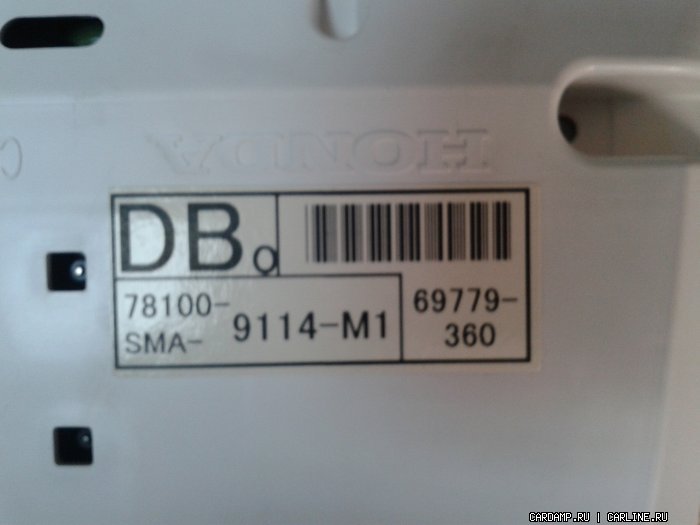 HONDA
DB Q
78100-
SMA- 9114-M1
69779-
360
CARDAMP.RU | CARLINE.RU